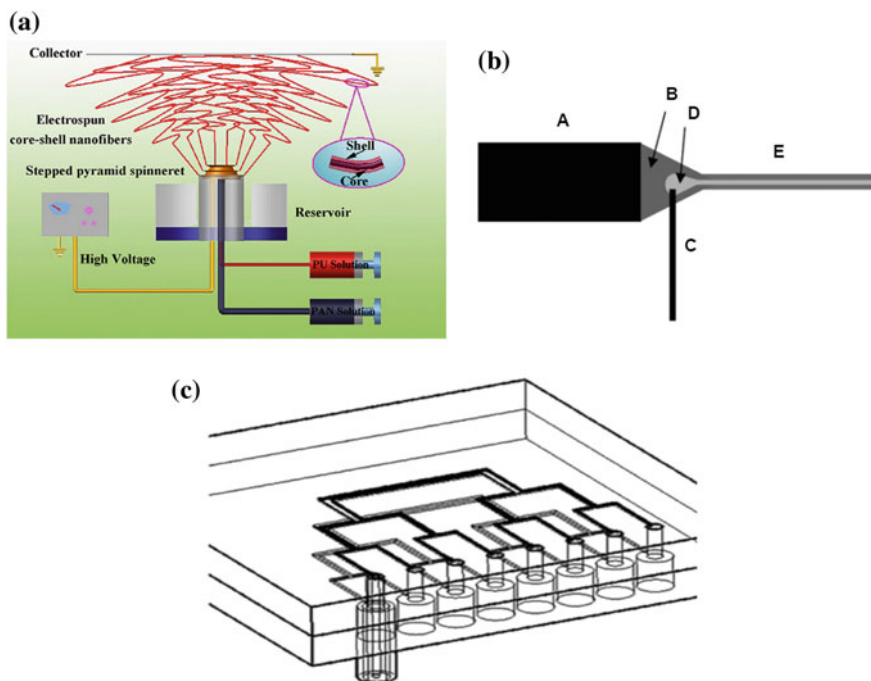 (a)
Collector
Electrospun
core-shell nanofibers
Shell
Core
Stepped pyramid spinneret
Reservoir
High Voltage
PU Solution
PAN Solution
(b)
A
B
D
E
C
(c)